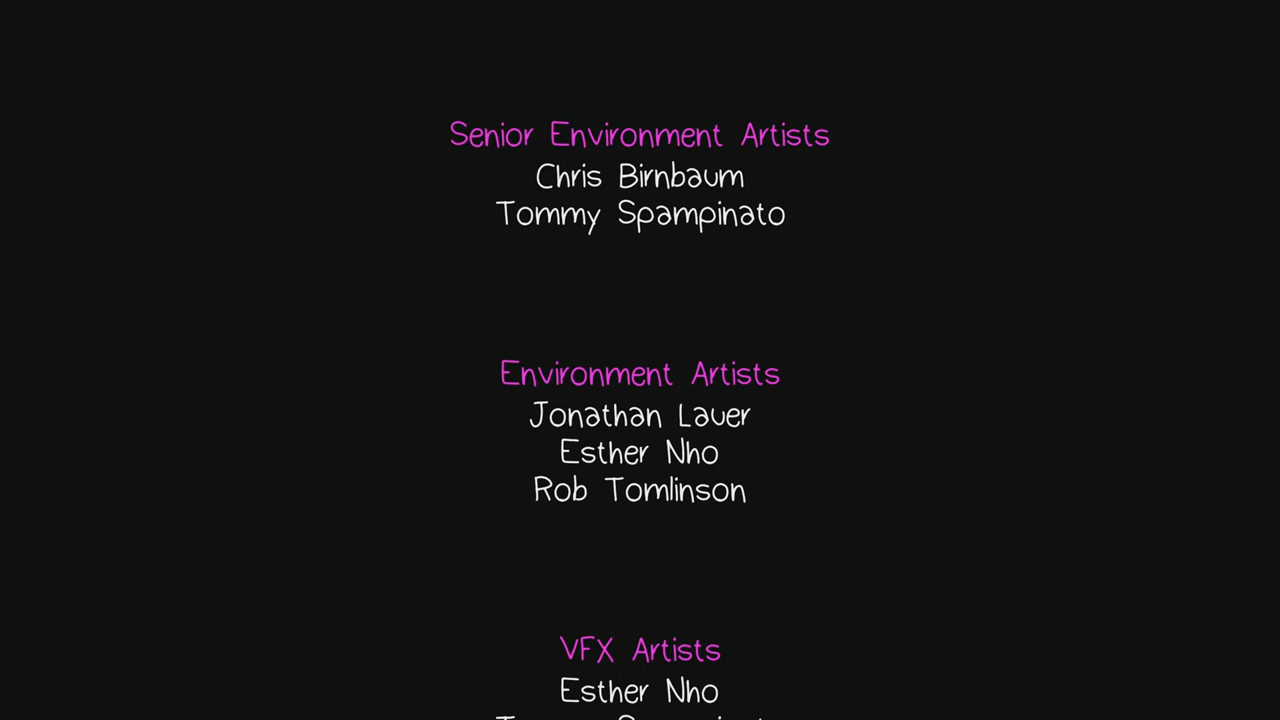 Senior Environment Artists
Chris Birnbaum
Tommy Spampinato
Environment Artists
Jonathan Lauer
Esther Nho
Rob Tomlinson
VFX Artists
Esther Nho